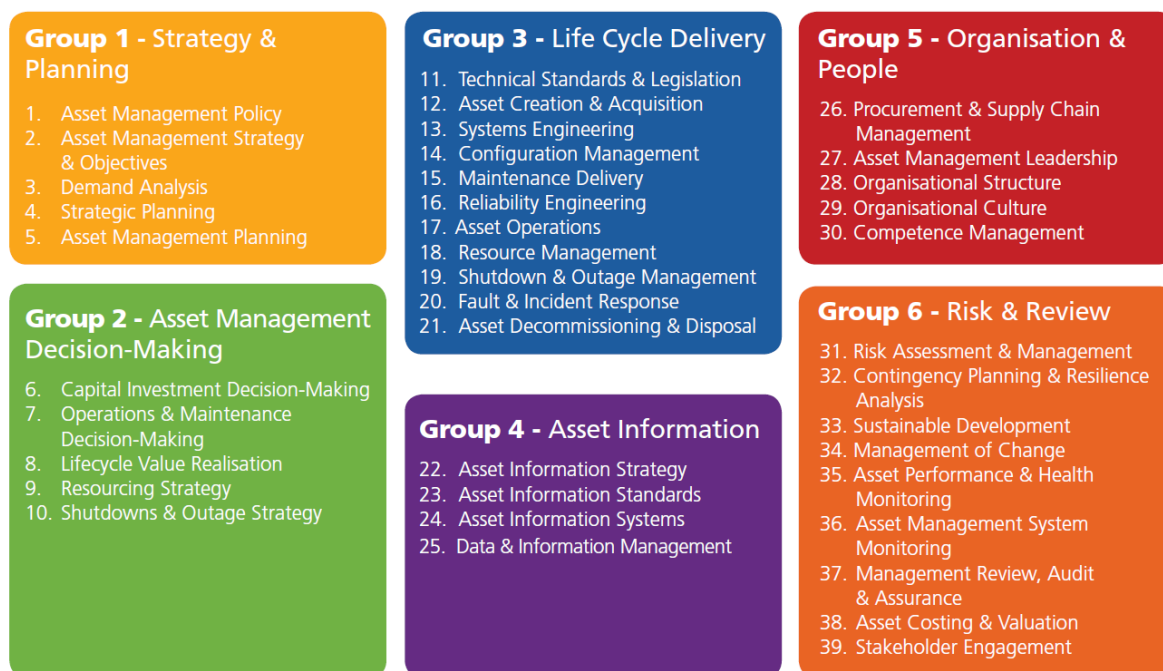 Group 1 - Strategy &
Planning
1. Asset Management Policy
2. Asset Management Strategy
& Objectives
3. Demand Analysis
4. Strategic Planning
5. Asset Management Planning
Group 2 - Asset Management
Decision-Making
6. Capital Investment Decision-Making
7. Operations & Maintenance
Decision-Making
8. Lifecycle Value Realisation
9. Resourcing Strategy
10. Shutdowns & Outage Strategy
Group 3 - Life Cycle Delivery
11. Technical Standards & Legislation
12. Asset Creation & Acquisition
13. Systems Engineering
14. Configuration Management
15. Maintenance Delivery
16. Reliability Engineering
17. Asset Operations
18. Resource Management
19. Shutdown & Outage Management
20. Fault & Incident Response
21. Asset Decommissioning & Disposal
Group 4 - Asset Information
22. Asset Information Strategy
23. Asset Information Standards
24. Asset Information Systems
25. Data & Information Management
Group 5 - Organisation &
People
26. Procurement & Supply Chain
Management
27. Asset Management Leadership
28. Organisational Structure
29. Organisational Culture
30. Competence Management
Group 6 - Risk & Review
31. Risk Assessment & Management
32. Contingency Planning & Resilience
Analysis
33. Sustainable Development
34. Management of Change
35. Asset Performance & Health
Monitoring
36. Asset Management System
Monitoring
37. Management Review, Audit
& Assurance
38. Asset Costing & Valuation
39. Stakeholder Engagement